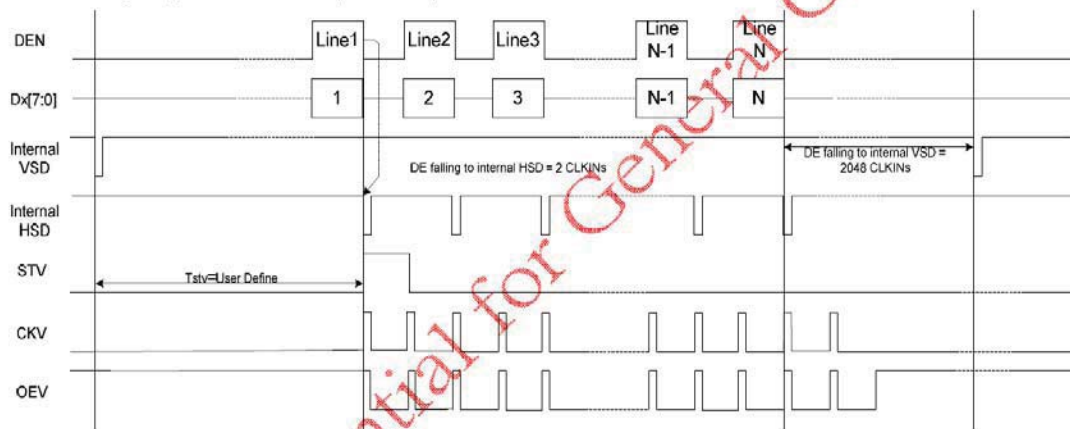 DEN
Line1
Line2
Line3
Line
N-1
Line
N
Dx[7:0]
1
2
3
N-1
N
Internal
VSD
DE falling to internal HSD = 2 CLKINs
DE falling to internal VSD =
2048 CLKINs
Internal
HSD
STV
Tstv=User Define
CKV
OEV
for General